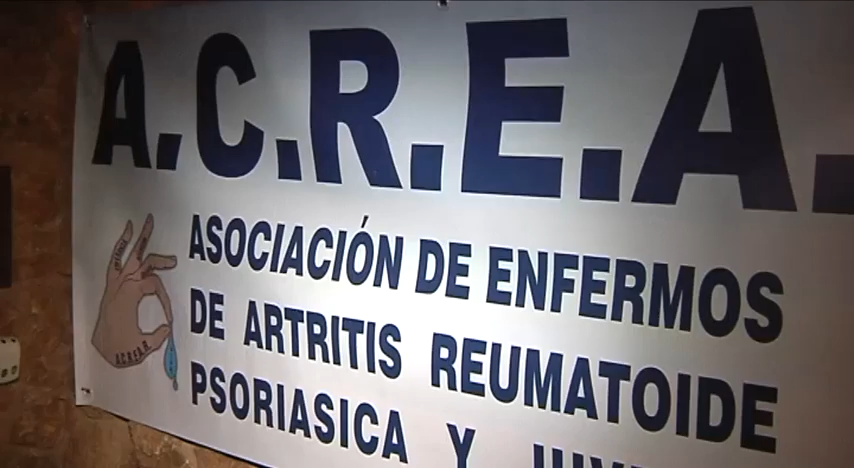 A.C.R.E.A.
ASOCIACIÓN DE ENFERMOS
DE ARTRITIS REUMATOIDE
PSORIASICA Y
A.C.R.E.A.